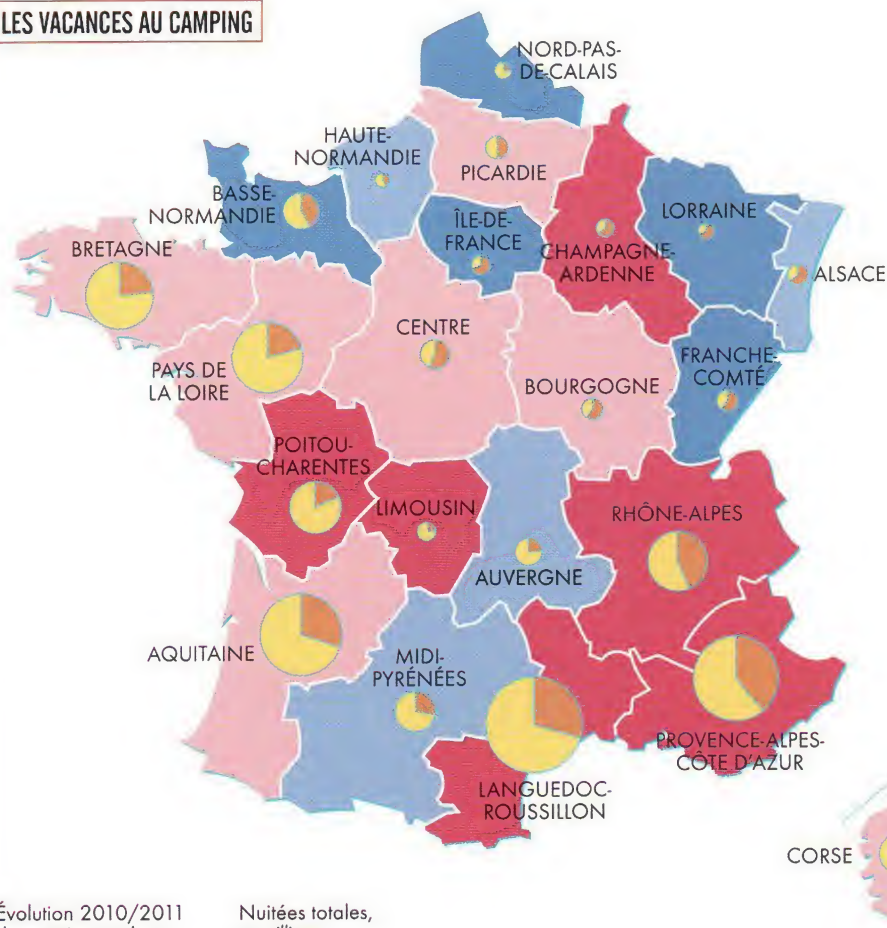 LES VACANCES AU CAMPING
NORD-PAS-
DE-CALAIS
HAUTE-
NORMANDIE
PICARDIE
BASSE-
NORMANDIE
ÎLE-DE-
FRANCE
CHAMPAGNE-
ARDENNE
LORRAINE
ALSACE
BRETAGNE
PAYS DE
LA LOIRE
CENTRE
BOURGOGNE
FRANCHE-
COMTÉ
POITOU-
CHARENTES
LIMOUSIN
AUVERGNE
RHÔNE-ALPES
AQUITAINE
MIDI-
PYRÉNÉES
LANGUEDOC-
ROUSSILLON
PROVENCE-ALPES-
CÔTE D'AZUR
CORSE
Évolution 2010/2011
Nuitées totales,